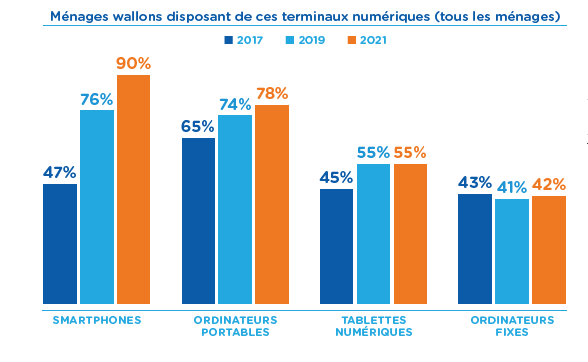 Ménages wallons disposant de ces terminaux numériques (tous les ménages)
2017 2019 2021
47% 76% 90%
65% 74% 78%
45% 55% 55%
43% 41% 42%
SMARTPHONES
ORDINATEURS
PORTABLES
TABLETTES
NUMÉRIQUES
ORDINATEURS
FIXES